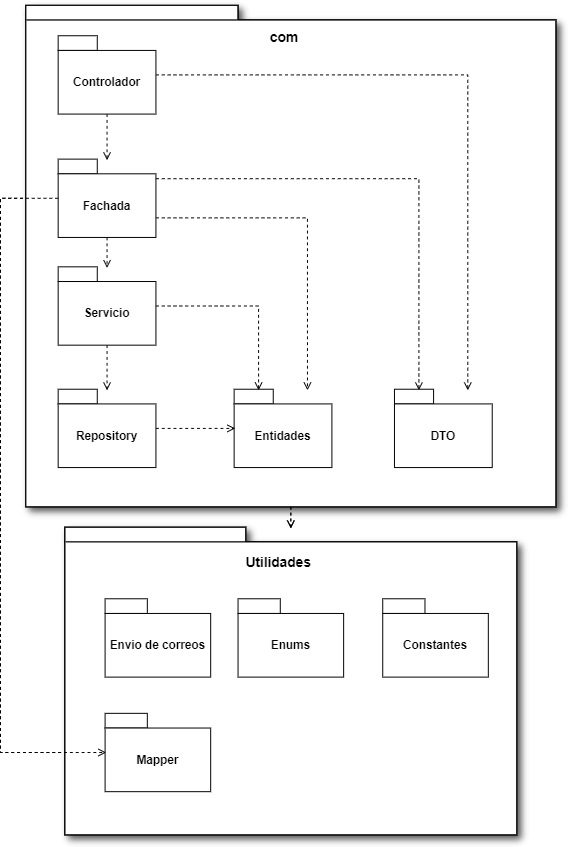 com
Controlador
Fachada
Servicio
Repository
Entidades
DTO
Utilidades
Envio de correos
Enums
Constantes
Mapper